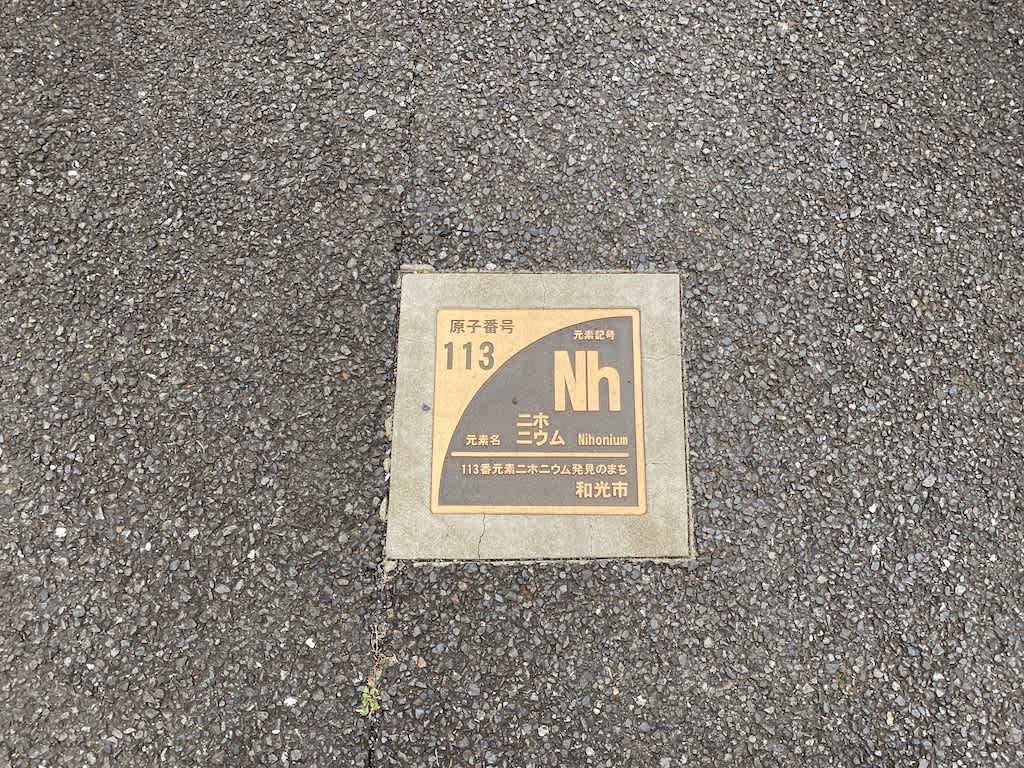 原子番号
113
元素記号
Nh
元素名 ニホニウム Nihonium
113番元素ニホニウム発見のまち
和光市